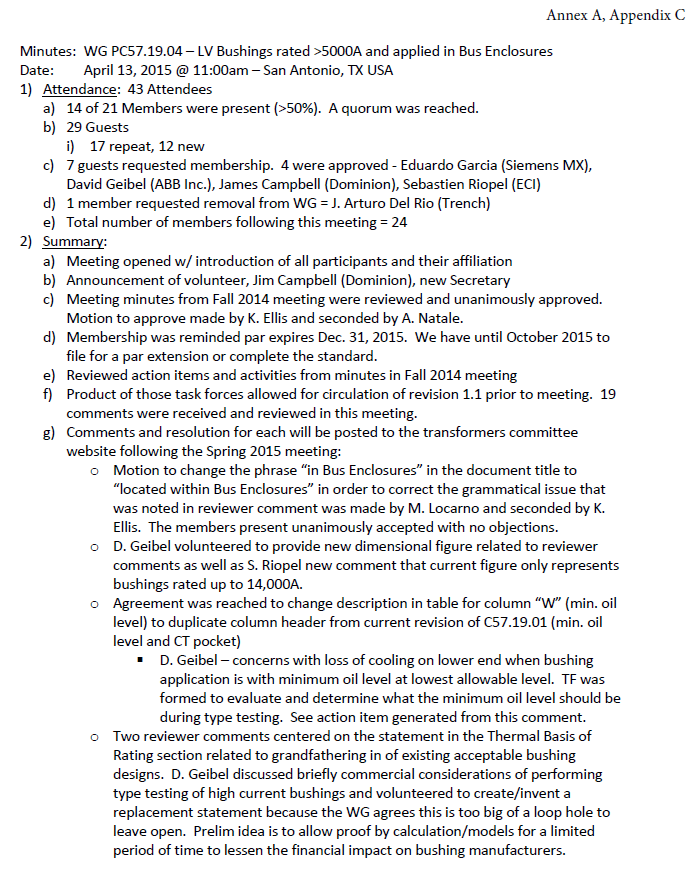 Annex A, Appendix C
Minutes: WG PC57.19.04 – LV Bushings rated >5000A and applied in Bus Enclosures
Date: April 13, 2015 @ 11:00am – San Antonio, TX USA
1) Attendance: 43 Attendees
a) 14 of 21 Members were present (>50%). A quorum was reached.
b) 29 Guests
i) 17 repeat, 12 new
c) 7 guests requested membership. 4 were approved - Eduardo Garcia (Siemens MX),
David Geibel (ABB Inc.), James Campbell (Dominion), Sebastien Riopel (ECI)
d) 1 member requested removal from WG = J. Arturo Del Rio (Trench)
e) Total number of members following this meeting = 24
2) Summary:
a) Meeting opened w/ introduction of all participants and their affiliation
b) Announcement of volunteer, Jim Campbell (Dominion), new Secretary
c) Meeting minutes from Fall 2014 meeting were reviewed and unanimously approved.
Motion to approve made by K. Ellis and seconded by A. Natale.
d) Membership was reminded par expires Dec. 31, 2015. We have until October 2015 to
file for a par extension or complete the standard.
e) Reviewed action items and activities from minutes in Fall 2014 meeting
f) Product of those task forces allowed for circulation of revision 1.1 prior to meeting. 19
comments were received and reviewed in this meeting.
g) Comments and resolution for each will be posted to the transformers committee
website following the Spring 2015 meeting:
o Motion to change the phrase “in Bus Enclosures” in the document title to
“located within Bus Enclosures” in order to correct the grammatical issue that
was noted in reviewer comment was made by M. Locarno and seconded by K.
Ellis. The members present unanimously accepted with no objections.
o D. Geibel volunteered to provide new dimensional figure related to reviewer
comments as well as S. Riopel new comment that current figure only represents
bushings rated up to 14,000A.
o Agreement was reached to change description in table for column “W” (min. oil
level) to duplicate column header from current revision of C57.19.01 (min. oil
level and CT pocket)
▪ D. Geibel – concerns with loss of cooling on lower end when bushing
application is with minimum oil level at lowest allowable level. TF was
formed to evaluate and determine what the minimum oil level should be
during type testing. See action item generated from this comment.
o Two reviewer comments centered on the statement in the Thermal Basis of
Rating section related to grandfathering in of existing acceptable bushing
designs. D. Geibel discussed briefly commercial considerations of performing
type testing of high current bushings and volunteered to create/invent a
replacement statement because the WG agrees this is too big of a loop hole to
leave open. Prelim idea is to allow proof by calculation/models for a limited
period of time to lessen the financial impact on bushing manufacturers.